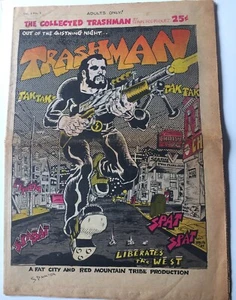 ADULTS ONLY!
THE COLLECTED TRASHMAN
25¢
OUT OF THE GISTNING NIGHT...
TRASHMAN
TAK TAK
TAK TAK
SPAT
SPAT
LIBERATES THE WEST
A FAT CITY AND RED MOUNTAIN TRIBE PRODUCTION